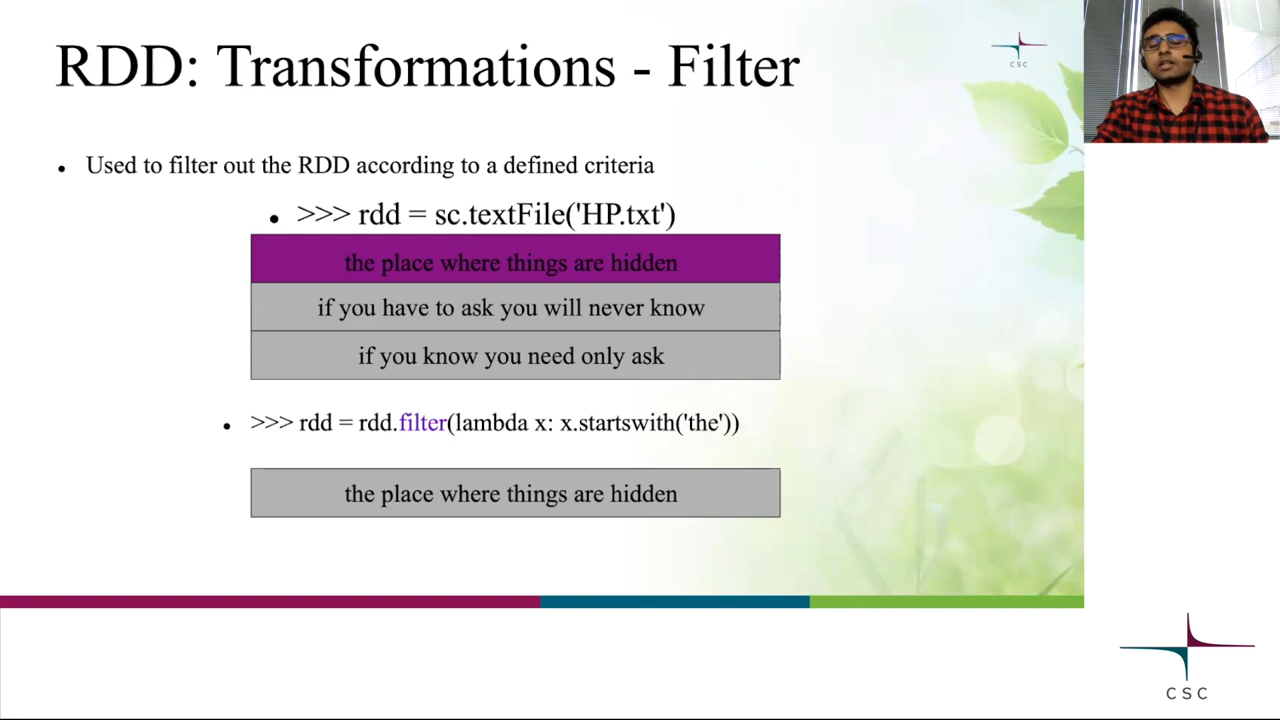 RDD: Transformations - Filter
CSC
• Used to filter out the RDD according to a defined criteria
• >>> rdd = sc.textFile('HP.txt')
the place where things are hidden
if you have to ask you will never know
if you know you need only ask
• >>> rdd = rdd.filter(lambda x: x.startswith('the'))
the place where things are hidden
CSC